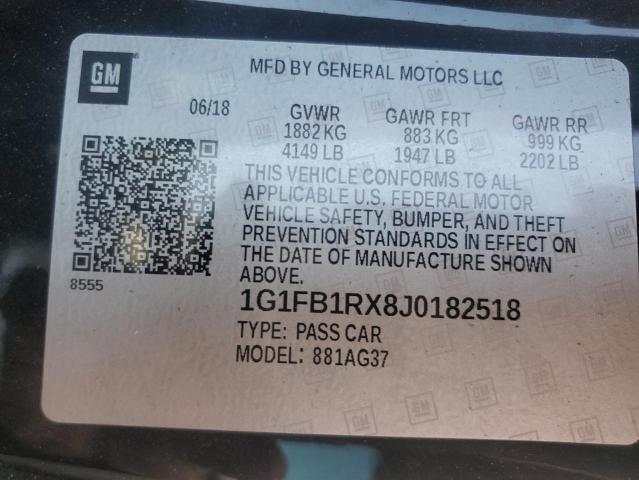 GM
MFD BY GENERAL MOTORS LLC
06/18
GVWR
1882 KG
4149 LB
GAWR FRT
883 KG
1947 LB
GAWR RR
999 KG
2202 LB
THIS VEHICLE CONFORMS TO ALL
APPLICABLE U.S. FEDERAL MOTOR
VEHICLE SAFETY, BUMPER, AND THEFT
PREVENTION STANDARDS IN EFFECT ON
THE DATE OF MANUFACTURE SHOWN
ABOVE.
8555
1G1FB1RX8J0182518
TYPE: PASS CAR
MODEL: 881AG37